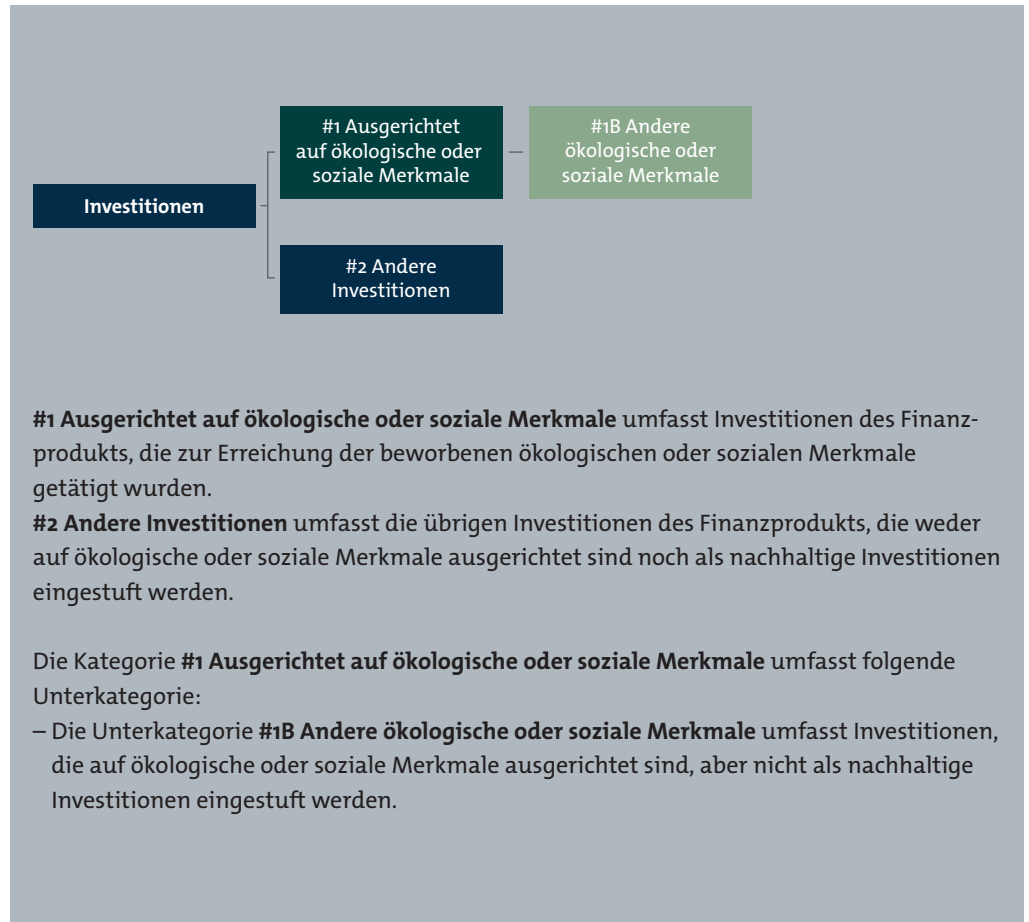 #1 Ausgerichtet
auf ökologische oder
soziale Merkmale
#1B Andere
ökologische oder
soziale Merkmale
Investitionen
#2 Andere
Investitionen
#1 Ausgerichtet auf ökologische oder soziale Merkmale umfasst Investitionen des Finanz-
produkts, die zur Erreichung der beworbenen ökologischen oder sozialen Merkmale
getätigt wurden.
#2 Andere Investitionen umfasst die übrigen Investitionen des Finanzprodukts, die weder
auf ökologische oder soziale Merkmale ausgerichtet sind noch als nachhaltige Investitionen
eingestuft werden.
Die Kategorie #1 Ausgerichtet auf ökologische oder soziale Merkmale umfasst folgende
Unterkategorie:
– Die Unterkategorie #1B Andere ökologische oder soziale Merkmale umfasst Investitionen,
die auf ökologische oder soziale Merkmale ausgerichtet sind, aber nicht als nachhaltige
Investitionen eingestuft werden.